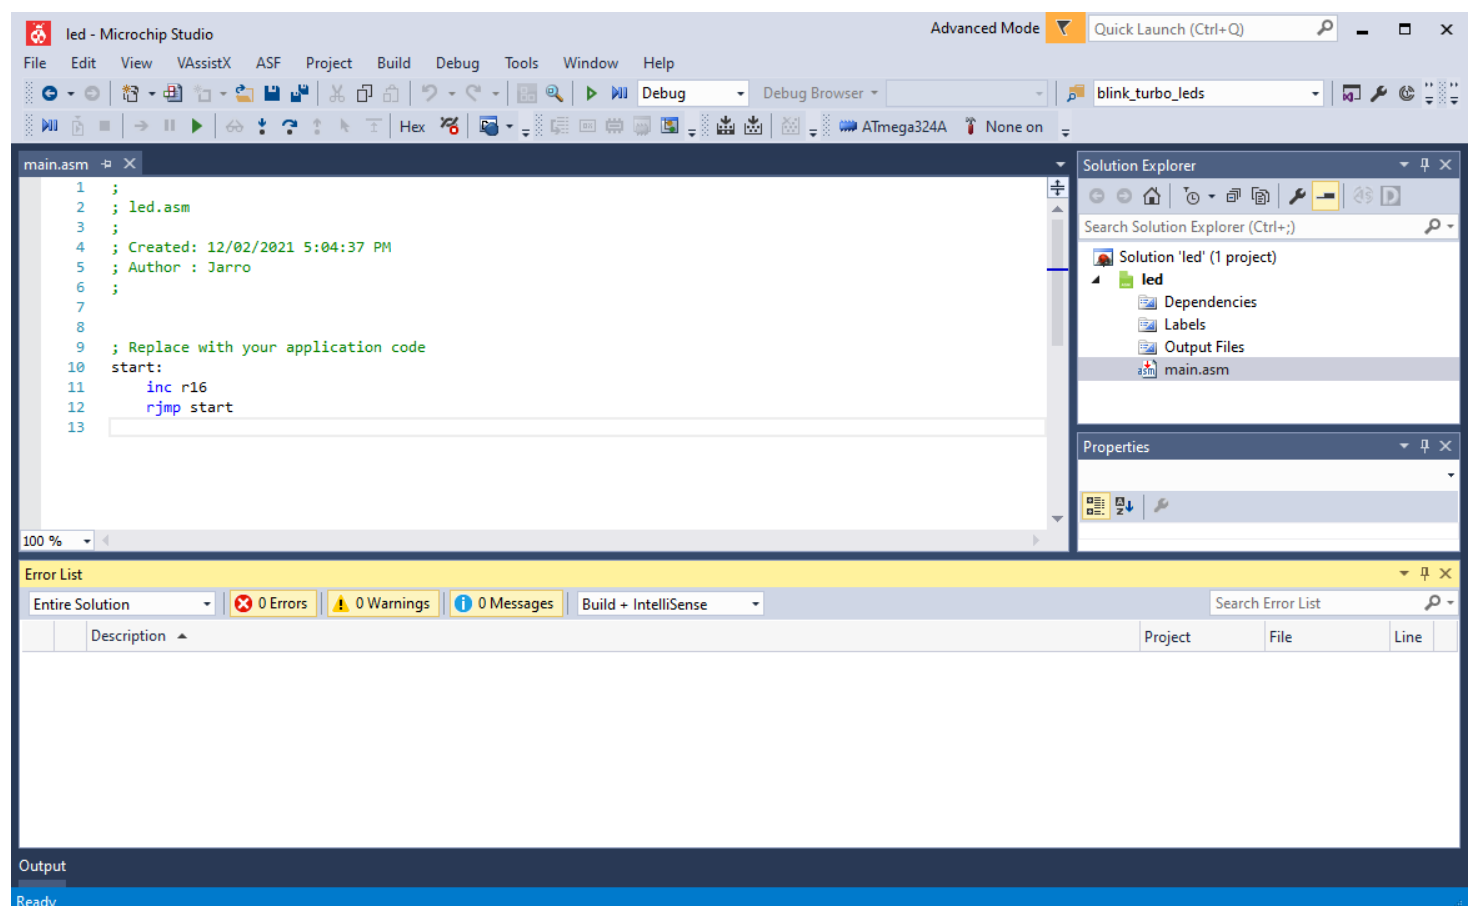 led - Microchip Studio
Advanced Mode
Quick Launch (Ctrl+Q)
File Edit View VAssistX ASF Project Build Debug Tools Window Help
Debug Debug Browser blink_turbo_leds
Hex ATmega324A None on
main.asm
1 ;
2 ; led.asm
3 ;
4 ; Created: 12/02/2021 5:04:37 PM
5 ; Author : Jarro
6 ;
7
8
9 ; Replace with your application code
10 start:
11 inc r16
12 rjmp start
13
100 %
Solution Explorer
Search Solution Explorer (Ctrl+;)
Solution 'led' (1 project)
led
Dependencies
Labels
Output Files
main.asm
Properties
Error List
Entire Solution 0 Errors 0 Warnings 0 Messages Build + IntelliSense Search Error List
Description Project File Line
Output
Ready